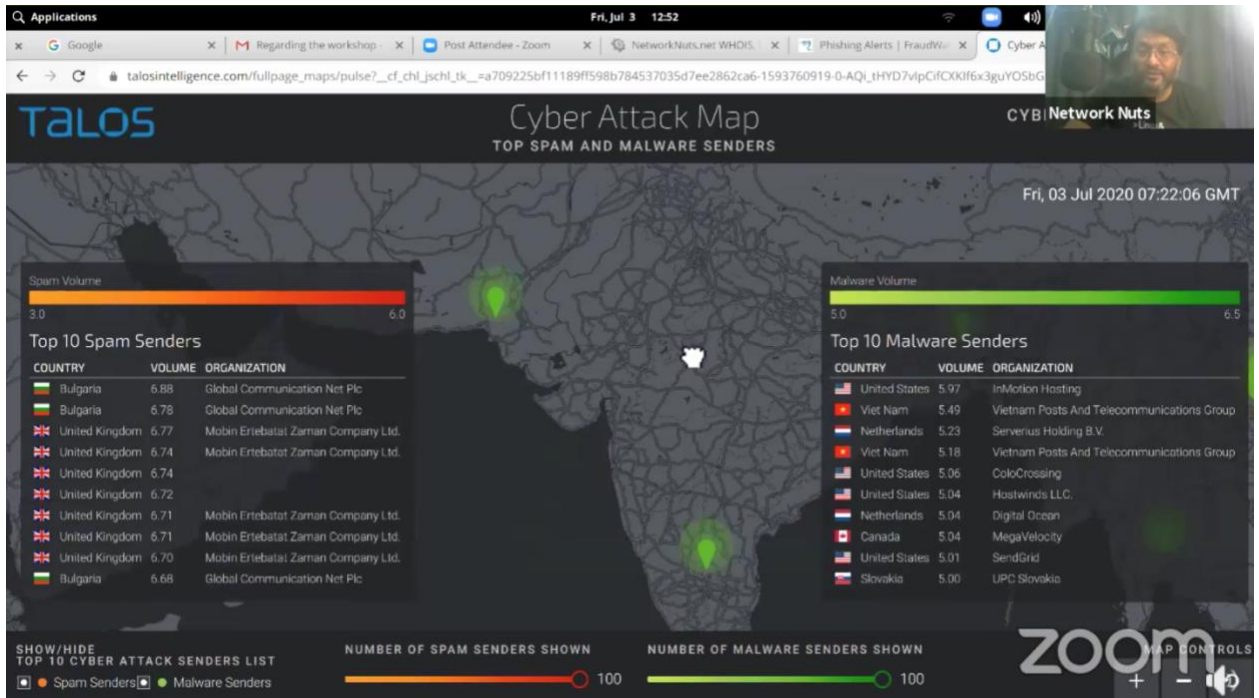 Applications
Fri, Jul 3 12:52
Google
Regarding the workshop -
Post Attendee - Zoom
NetworkNuts.net WHOIS,
Phishing Alerts | FraudWa
Cyber A
talosintelligence.com/fullpage_maps/pulse?__cf_chl_jschl_tk__=a709225bf11189ff598b784537035d7ee2862ca6-1593760919-0-AQi_tHYD7vlpCifCXKlf6x3guYOSbG
Network Nuts
TALOS
Cyber Attack Map
CYB
TOP SPAM AND MALWARE SENDERS
Fri, 03 Jul 2020 07:22:06 GMT
Spam Volume
3.0 6.0
Top 10 Spam Senders
COUNTRY VOLUME ORGANIZATION
Bulgaria 6.88 Global Communication Net Plc
Bulgaria 6.78 Global Communication Net Plc
United Kingdom 6.77 Mobin Ertebatat Zaman Company Ltd.
United Kingdom 6.74 Mobin Ertebatat Zaman Company Ltd.
United Kingdom 6.74
United Kingdom 6.72
United Kingdom 6.71 Mobin Ertebatat Zaman Company Ltd.
United Kingdom 6.71 Mobin Ertebatat Zaman Company Ltd.
United Kingdom 6.70 Mobin Ertebatat Zaman Company Ltd.
Bulgaria 6.68 Global Communication Net Plc
Malware Volume
5.0 6.5
Top 10 Malware Senders
COUNTRY VOLUME ORGANIZATION
United States 5.97 InMotion Hosting
Viet Nam 5.49 Vietnam Posts And Telecommunications Group
Netherlands 5.23 Serverius Holding B.V.
Viet Nam 5.18 Vietnam Posts And Telecommunications Group
United States 5.06 ColoCrossing
United States 5.04 Hostwinds LLC.
Netherlands 5.04 Digital Ocean
Canada 5.04 MegaVelocity
United States 5.01 SendGrid
Slovakia 5.00 UPC Slovakia
SHOW/HIDE
TOP 10 CYBER ATTACK SENDERS LIST
Spam Senders Malware Senders
NUMBER OF SPAM SENDERS SHOWN
100
NUMBER OF MALWARE SENDERS SHOWN
100
zoom
MAP CONTROLS
+ −